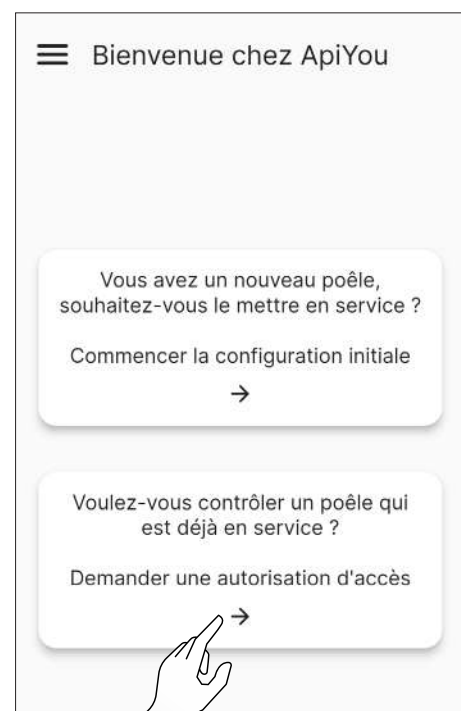 Bienvenue chez ApiYou
Vous avez un nouveau poêle,
souhaitez-vous le mettre en service ?
Commencer la configuration initiale
→
Voulez-vous contrôler un poêle qui
est déjà en service ?
Demander une autorisation d'accès
→